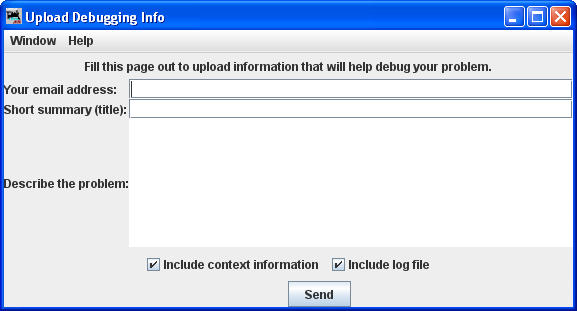 Upload Debugging Info
Window Help
Fill this page out to upload information that will help debug your problem.
Your email address:
Short summary (title):
Describe the problem:
Include context information Include log file
Send